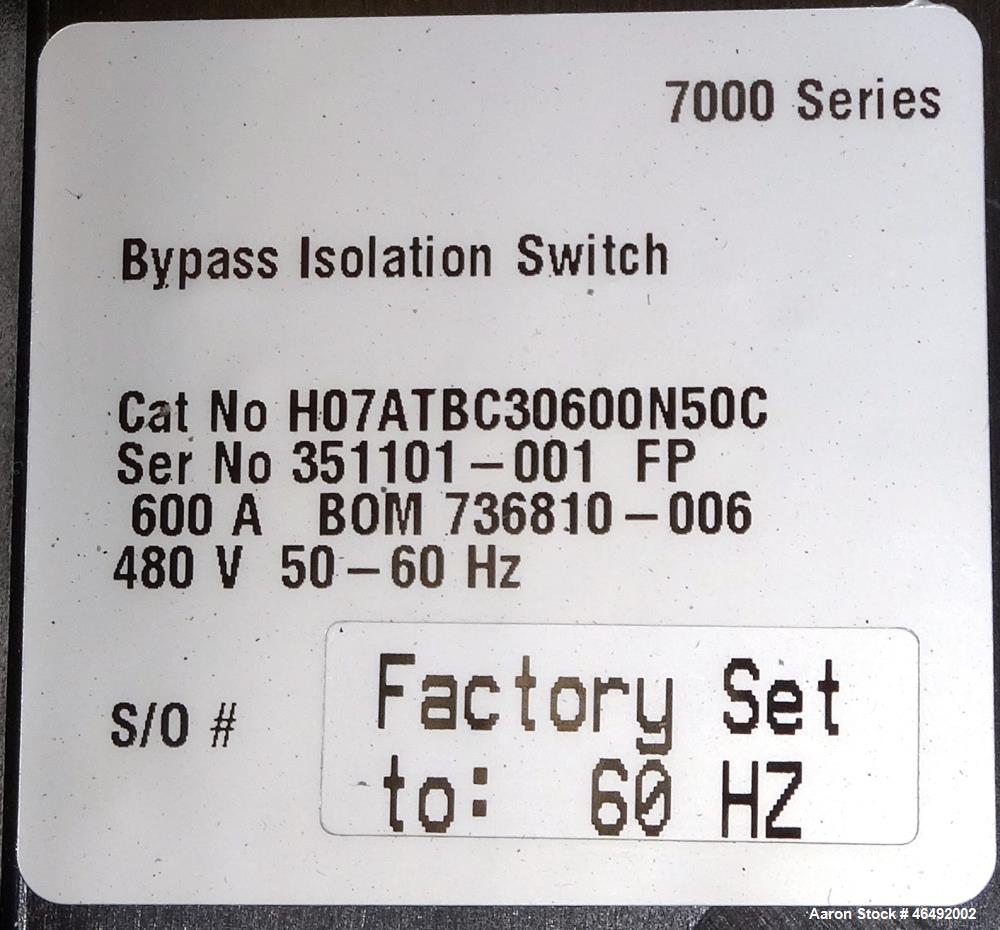 7000 Series
Bypass Isolation Switch
Cat No H07ATBC30600N50C
Ser No 351101-001 FP
600 A BOM 736810-006
480 V 50-60 Hz
S/O #
Factory Set
to: 60 HZ
Aaron Stock # 46492002